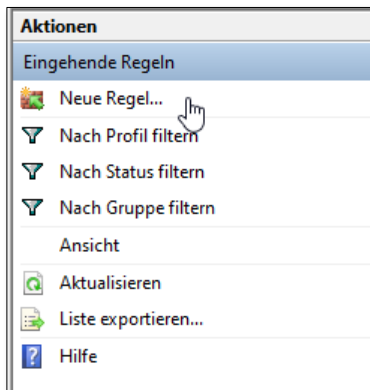 Aktionen
Eingehende Regeln
Neue Regel...
Nach Profil filtern
Nach Status filtern
Nach Gruppe filtern
Ansicht
Aktualisieren
Liste exportieren...
Hilfe